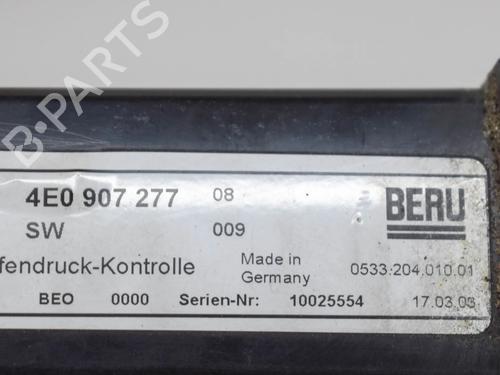 B-PARTS
4E0 907 277 08
SW 009
BERU
fendruck-Kontrolle Made in Germany 0533.204.010.01
BEO 0000 Serien-Nr: 10025554 17.03.03